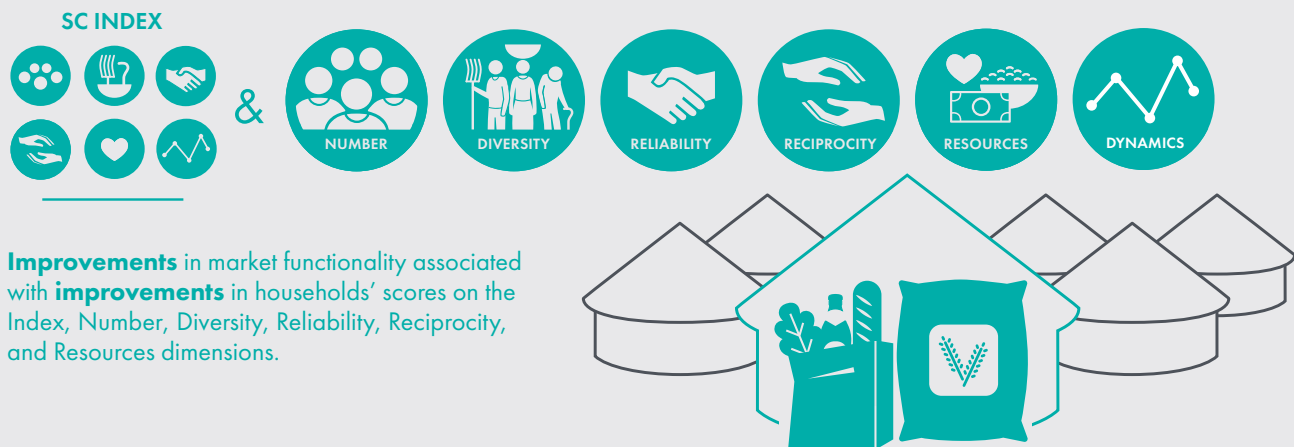 SC INDEX
&
NUMBER
DIVERSITY
RELIABILITY
RECIPROCITY
RESOURCES
DYNAMICS
Improvements in market functionality associated
with improvements in households’ scores on the
Index, Number, Diversity, Reliability, Reciprocity,
and Resources dimensions.